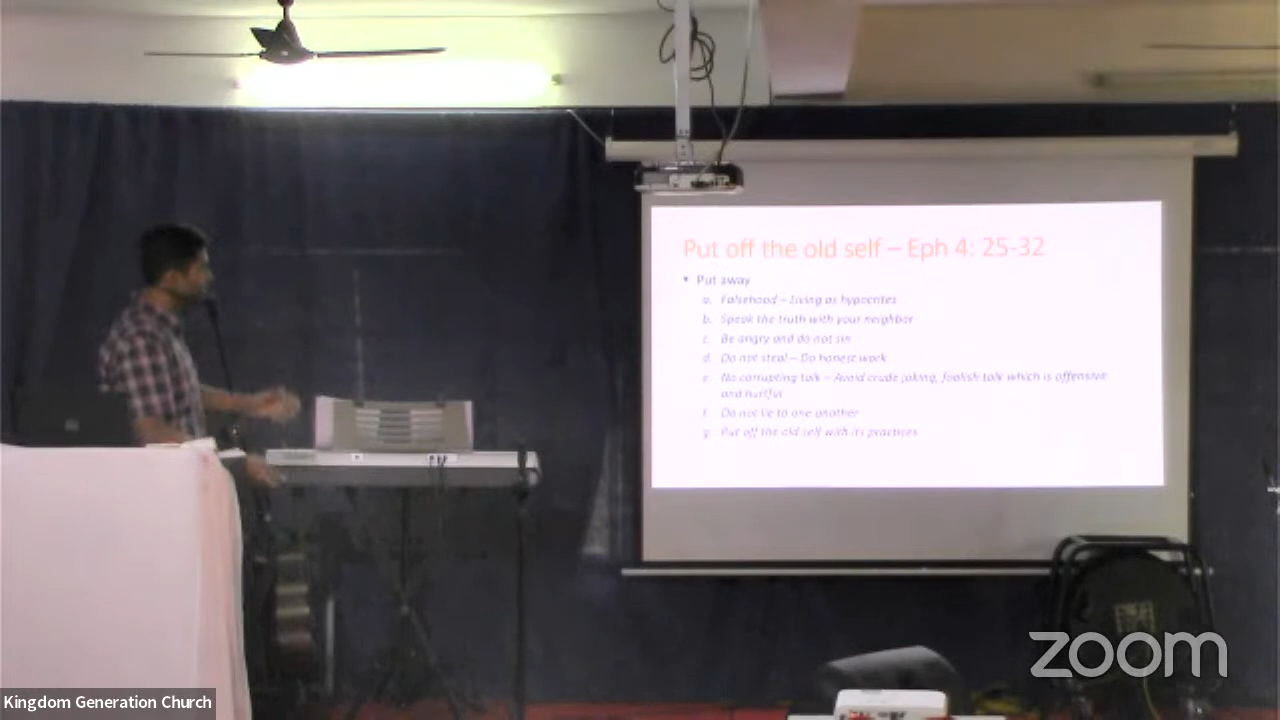 Put off the old self – Eph 4: 25-32
• Put away
a. Falsehood – Living as hypocrites
b. Speak the truth with your neighbor
c. Be angry and do not sin
d. Do not steal – Do honest work
e. No corrupting talk – Avoid crude joking, foolish talk which is offensive
and hurtful
f. Do not lie to one another
g. Put off the old self with its practices
zoom
Kingdom Generation Church